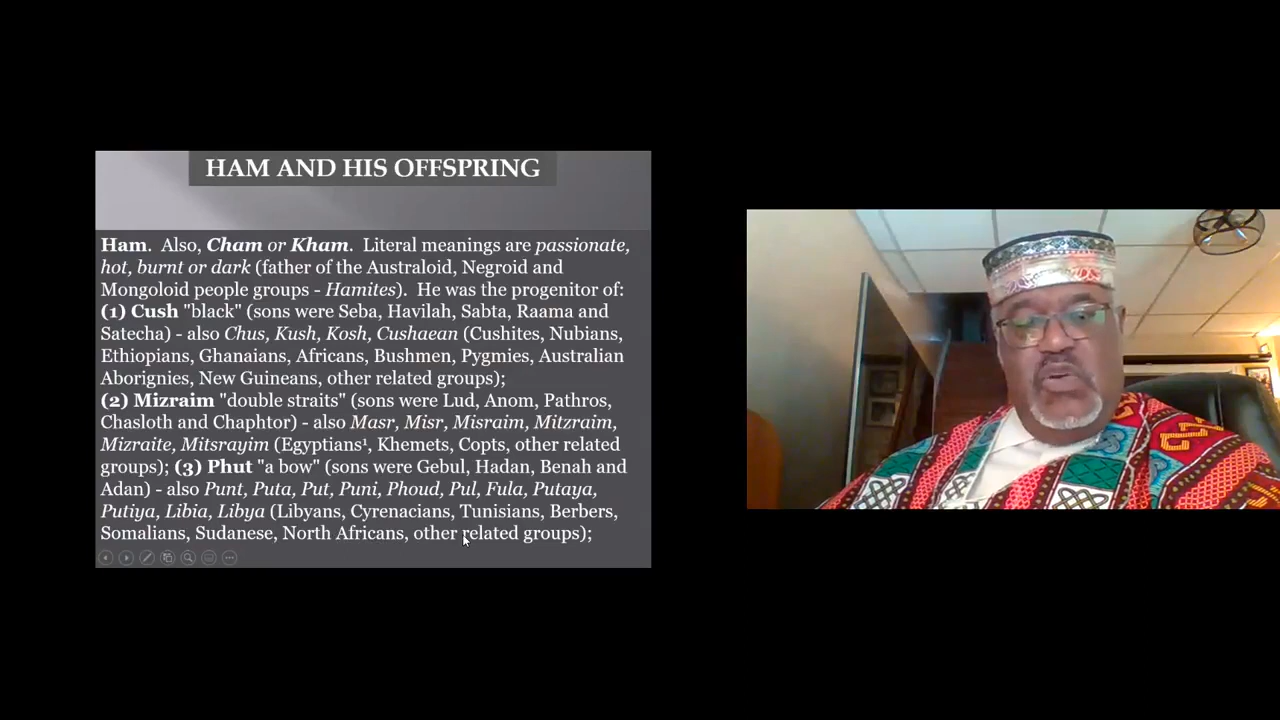 HAM AND HIS OFFSPRING
Ham. Also, Cham or Kham. Literal meanings are passionate,
hot, burnt or dark (father of the Australoid, Negroid and
Mongoloid people groups - Hamites). He was the progenitor of:
(1) Cush "black" (sons were Seba, Havilah, Sabta, Raama and
Satecha) - also Chus, Kush, Kosh, Cushaean (Cushites, Nubians,
Ethiopians, Ghanaians, Africans, Bushmen, Pygmies, Australian
Aborignies, New Guineans, other related groups);
(2) Mizraim "double straits" (sons were Lud, Anom, Pathros,
Chasloth and Chaphtor) - also Masr, Misr, Misraim, Mitzraim,
Mizraite, Mitsrayim (Egyptians¹, Khemets, Copts, other related
groups); (3) Phut "a bow" (sons were Gebul, Hadan, Benah and
Adan) - also Punt, Puta, Put, Puni, Phoud, Pul, Fula, Putaya,
Putiya, Libia, Libya (Libyans, Cyrenacians, Tunisians, Berbers,
Somalians, Sudanese, North Africans, other related groups);